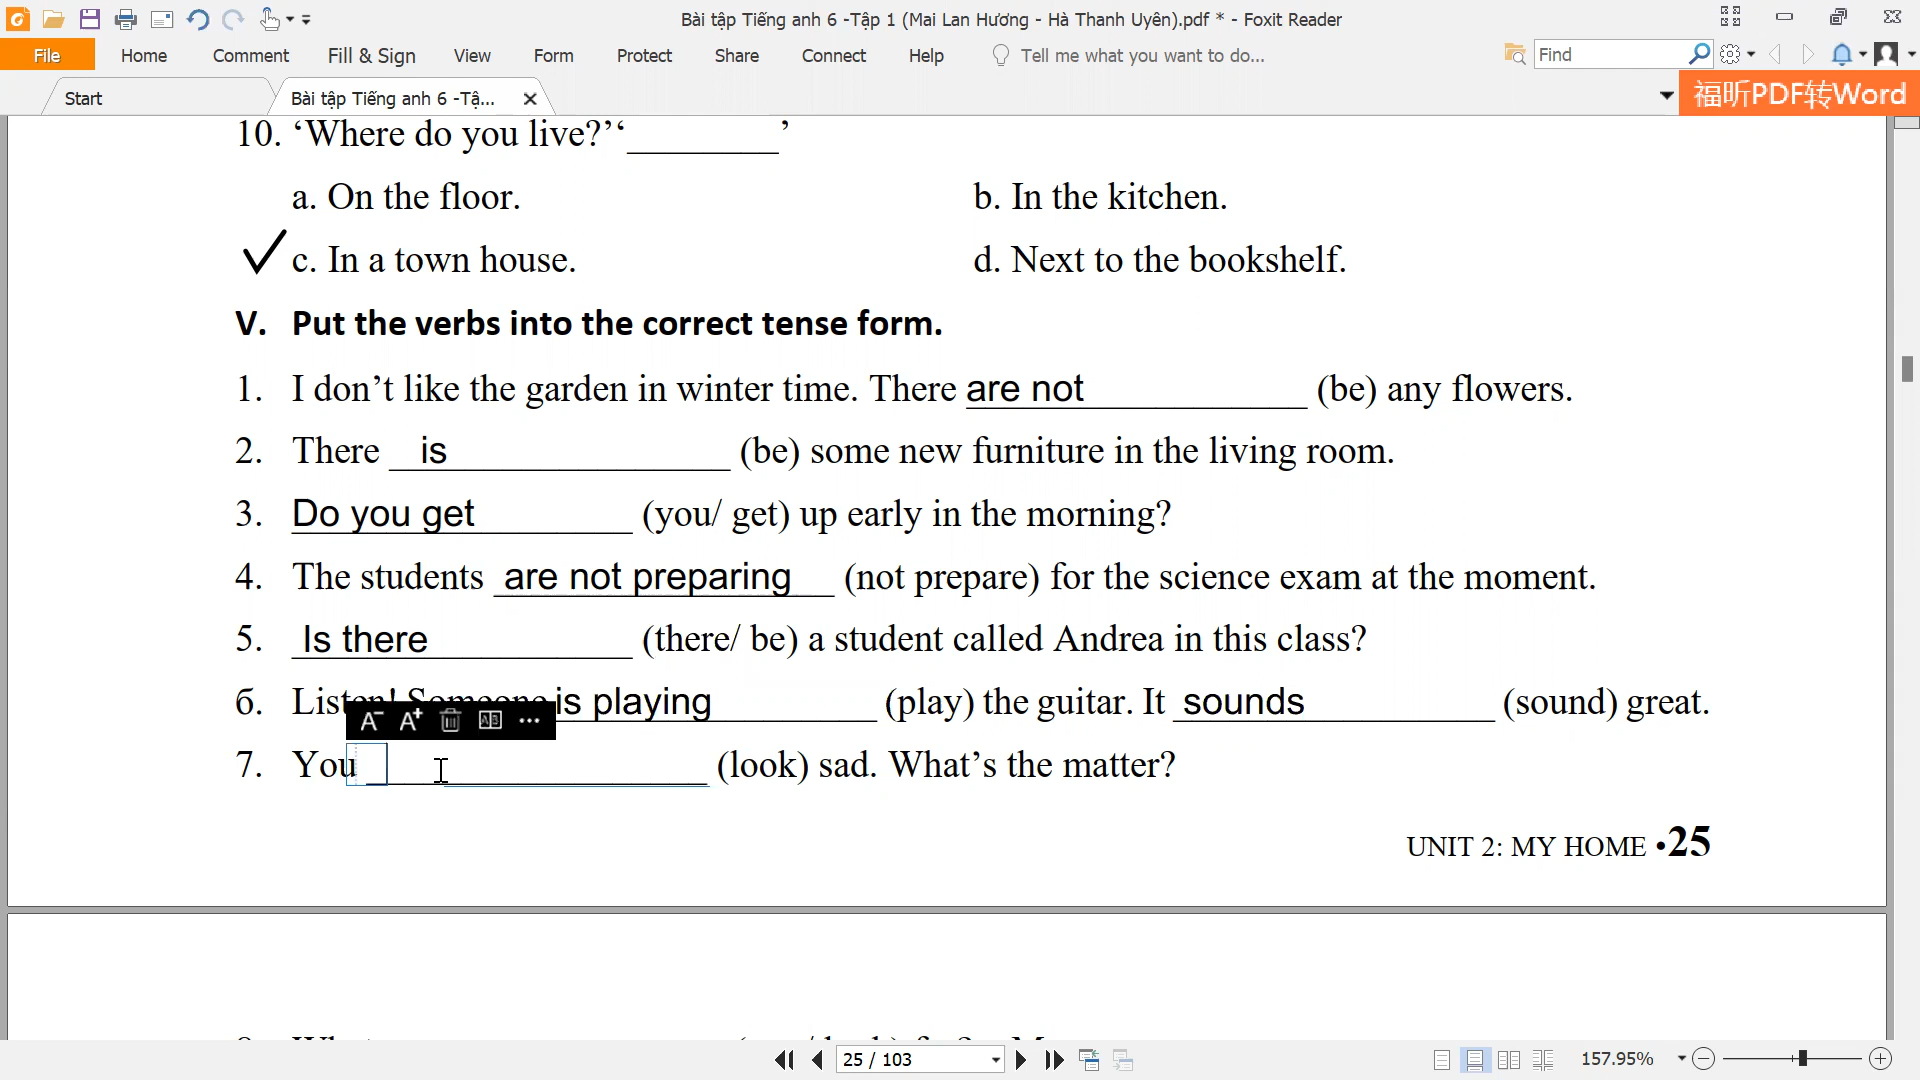 Bài tập Tiếng anh 6 -Tập 1 (Mai Lan Hương - Hà Thanh Uyên).pdf * - Foxit Reader
File Home Comment Fill & Sign View Form Protect Share Connect Help Tell me what you want to do... Find
Start Bài tập Tiếng anh 6 -Tậ... 福昕PDF转Word
10. ‘Where do you live?’‘________’
a. On the floor. b. In the kitchen.
c. In a town house. d. Next to the bookshelf.
V. Put the verbs into the correct tense form.
1. I don’t like the garden in winter time. There are not (be) any flowers.
2. There is (be) some new furniture in the living room.
3. Do you get (you/ get) up early in the morning?
4. The students are not preparing (not prepare) for the science exam at the moment.
5. Is there (there/ be) a student called Andrea in this class?
6. Listen! Someone is playing (play) the guitar. It sounds (sound) great.
7. You ________ (look) sad. What’s the matter?
UNIT 2: MY HOME •25
25 / 103 157.95%